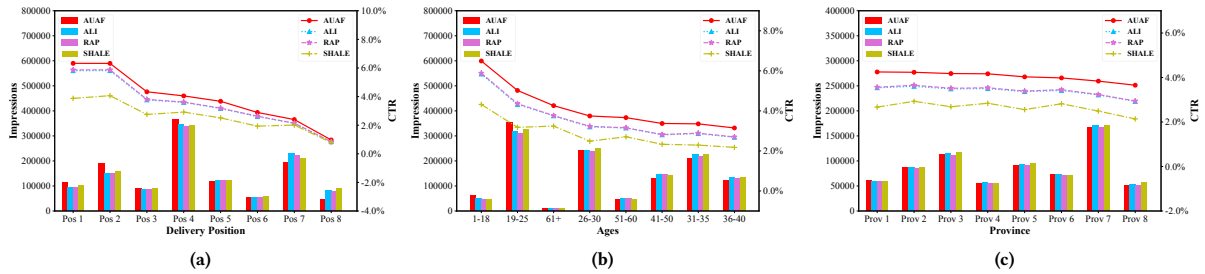 800000
700000
600000
500000
400000
300000
200000
100000
0
Impressions
AUAF
ALI
RAP
SHALE
AUAF
ALI
RAP
SHALE
10.0%
8.0%
6.0%
4.0%
2.0%
0.0%
-2.0%
-4.0%
CTR
Pos 1 Pos 2 Pos 3 Pos 4 Pos 5 Pos 6 Pos 7 Pos 8
Delivery Position
(a)
800000
700000
600000
500000
400000
300000
200000
100000
0
Impressions
AUAF
ALI
RAP
SHALE
AUAF
ALI
RAP
SHALE
8.0%
6.0%
4.0%
2.0%
0.0%
CTR
1-18 19-25 61+ 26-30 51-60 41-50 31-35 36-40
Ages
(b)
400000
350000
300000
250000
200000
150000
100000
50000
0
Impressions
AUAF
ALI
RAP
SHALE
AUAF
ALI
RAP
SHALE
6.0%
4.0%
2.0%
0.0%
-2.0%
CTR
Prov 1 Prov 2 Prov 3 Prov 4 Prov 5 Prov 6 Prov 7 Prov 8
Province
(c)